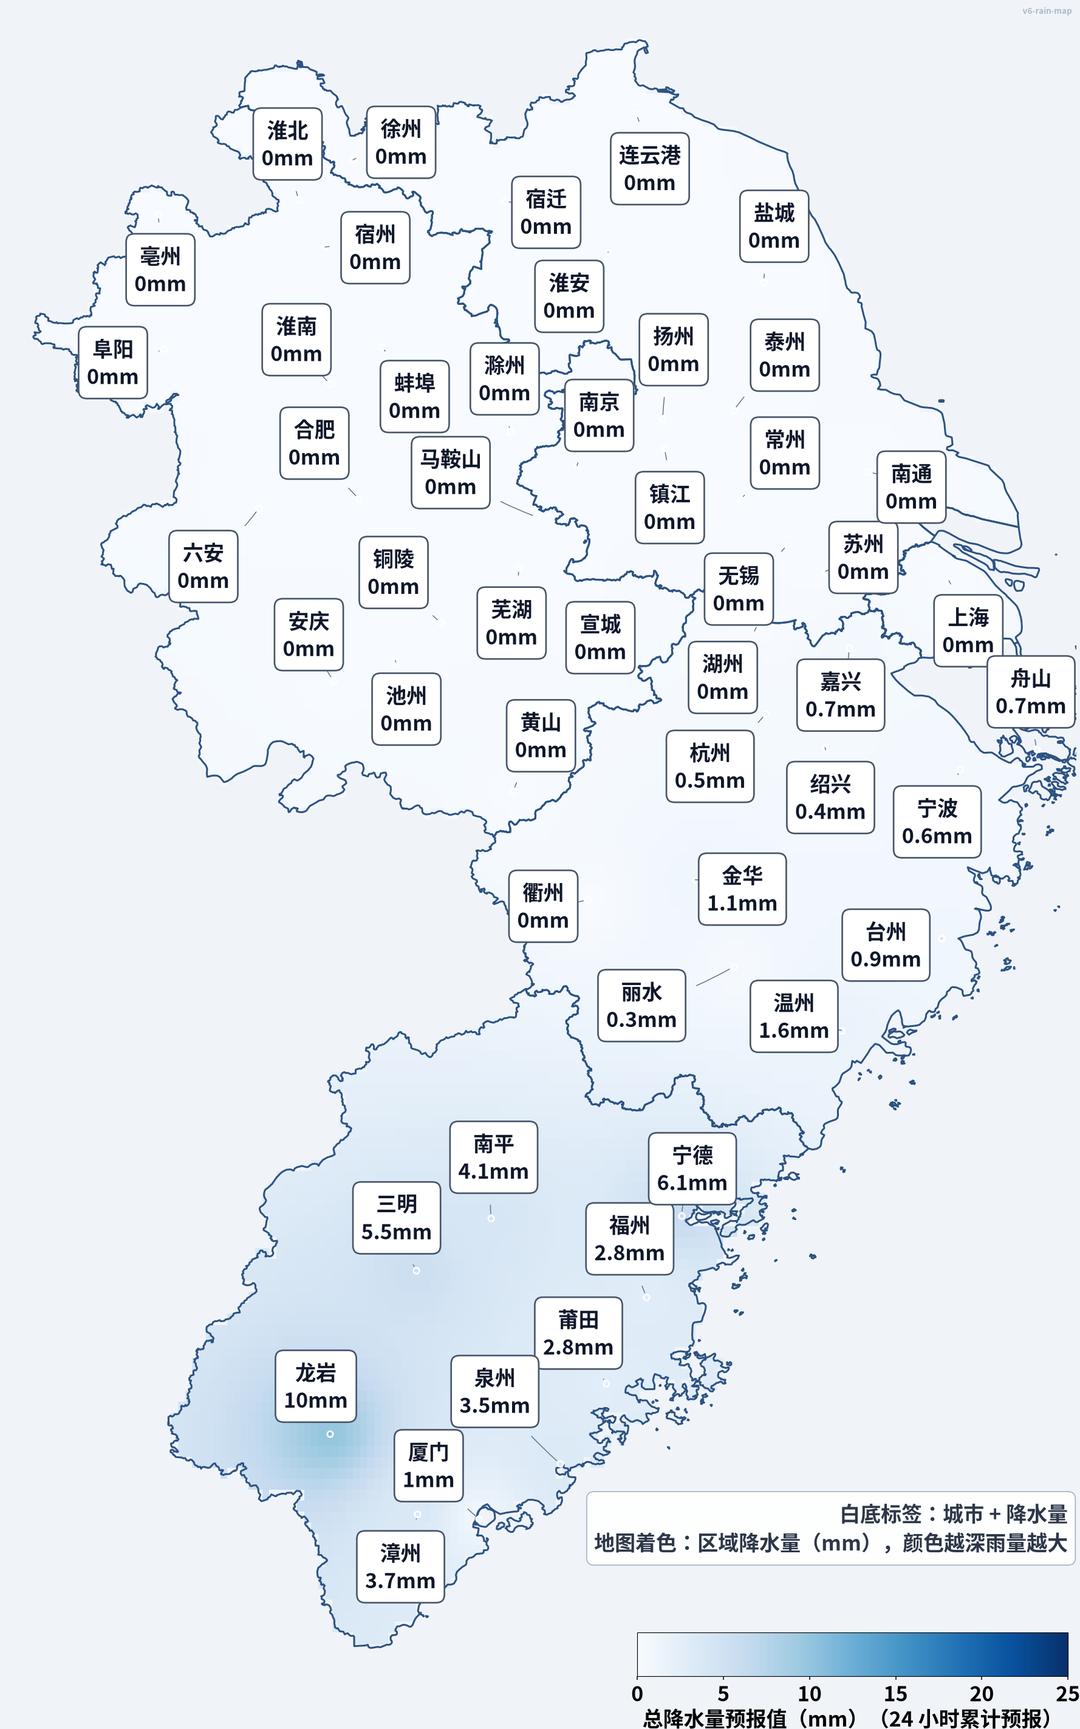 v6-rain-map
淮北
0mm
徐州
0mm
连云港
0mm
宿迁
0mm
盐城
0mm
宿州
0mm
亳州
0mm
淮安
0mm
淮南
0mm
扬州
0mm
泰州
0mm
阜阳
0mm
滁州
0mm
蚌埠
0mm
南京
0mm
合肥
0mm
马鞍山
0mm
常州
0mm
南通
0mm
镇江
0mm
六安
0mm
铜陵
0mm
苏州
0mm
无锡
0mm
安庆
0mm
芜湖
0mm
宣城
0mm
上海
0mm
湖州
0mm
嘉兴
0.7mm
舟山
0.7mm
池州
0mm
黄山
0mm
杭州
0.5mm
绍兴
0.4mm
宁波
0.6mm
衢州
0mm
金华
1.1mm
台州
0.9mm
丽水
0.3mm
温州
1.6mm
南平
4.1mm
宁德
6.1mm
三明
5.5mm
福州
2.8mm
莆田
2.8mm
龙岩
10mm
泉州
3.5mm
厦门
1mm
漳州
3.7mm
白底标签：城市 + 降水量
地图着色：区域降水量（mm），颜色越深雨量越大
0 5 10 15 20 25
总降水量预报值（mm）（24 小时累计预报）